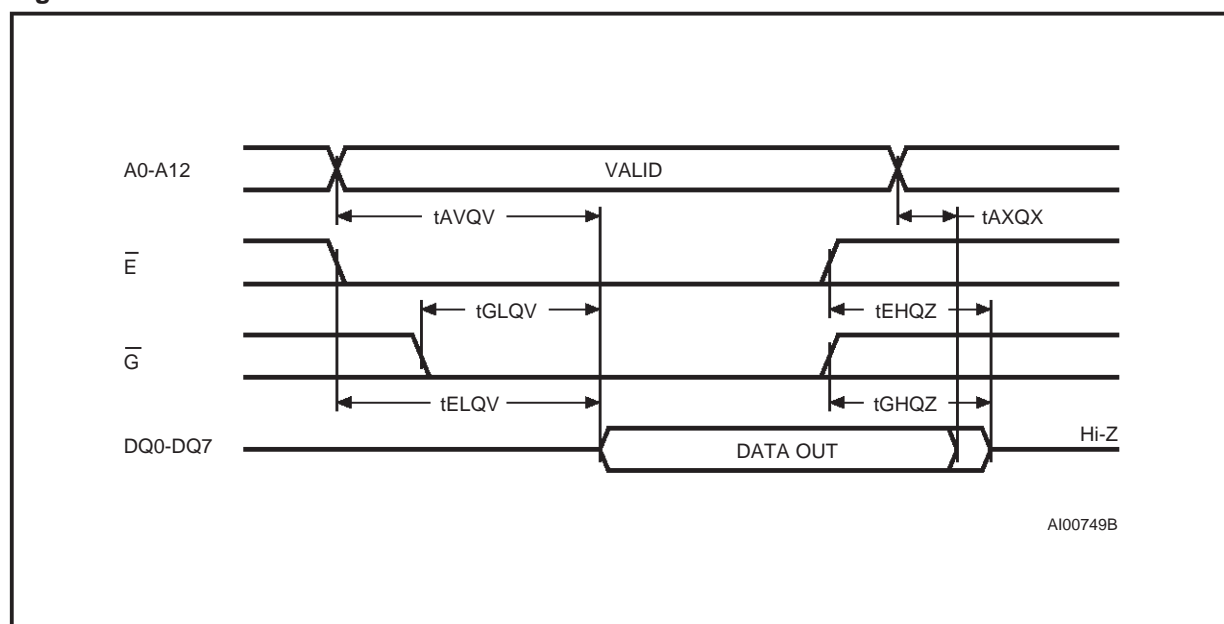 A0-A12
VALID
tAVQV
tAXQX
E
tGLQV
tEHQZ
G
tELQV
tGHQZ
DQ0-DQ7
DATA OUT
Hi-Z
AI00749B